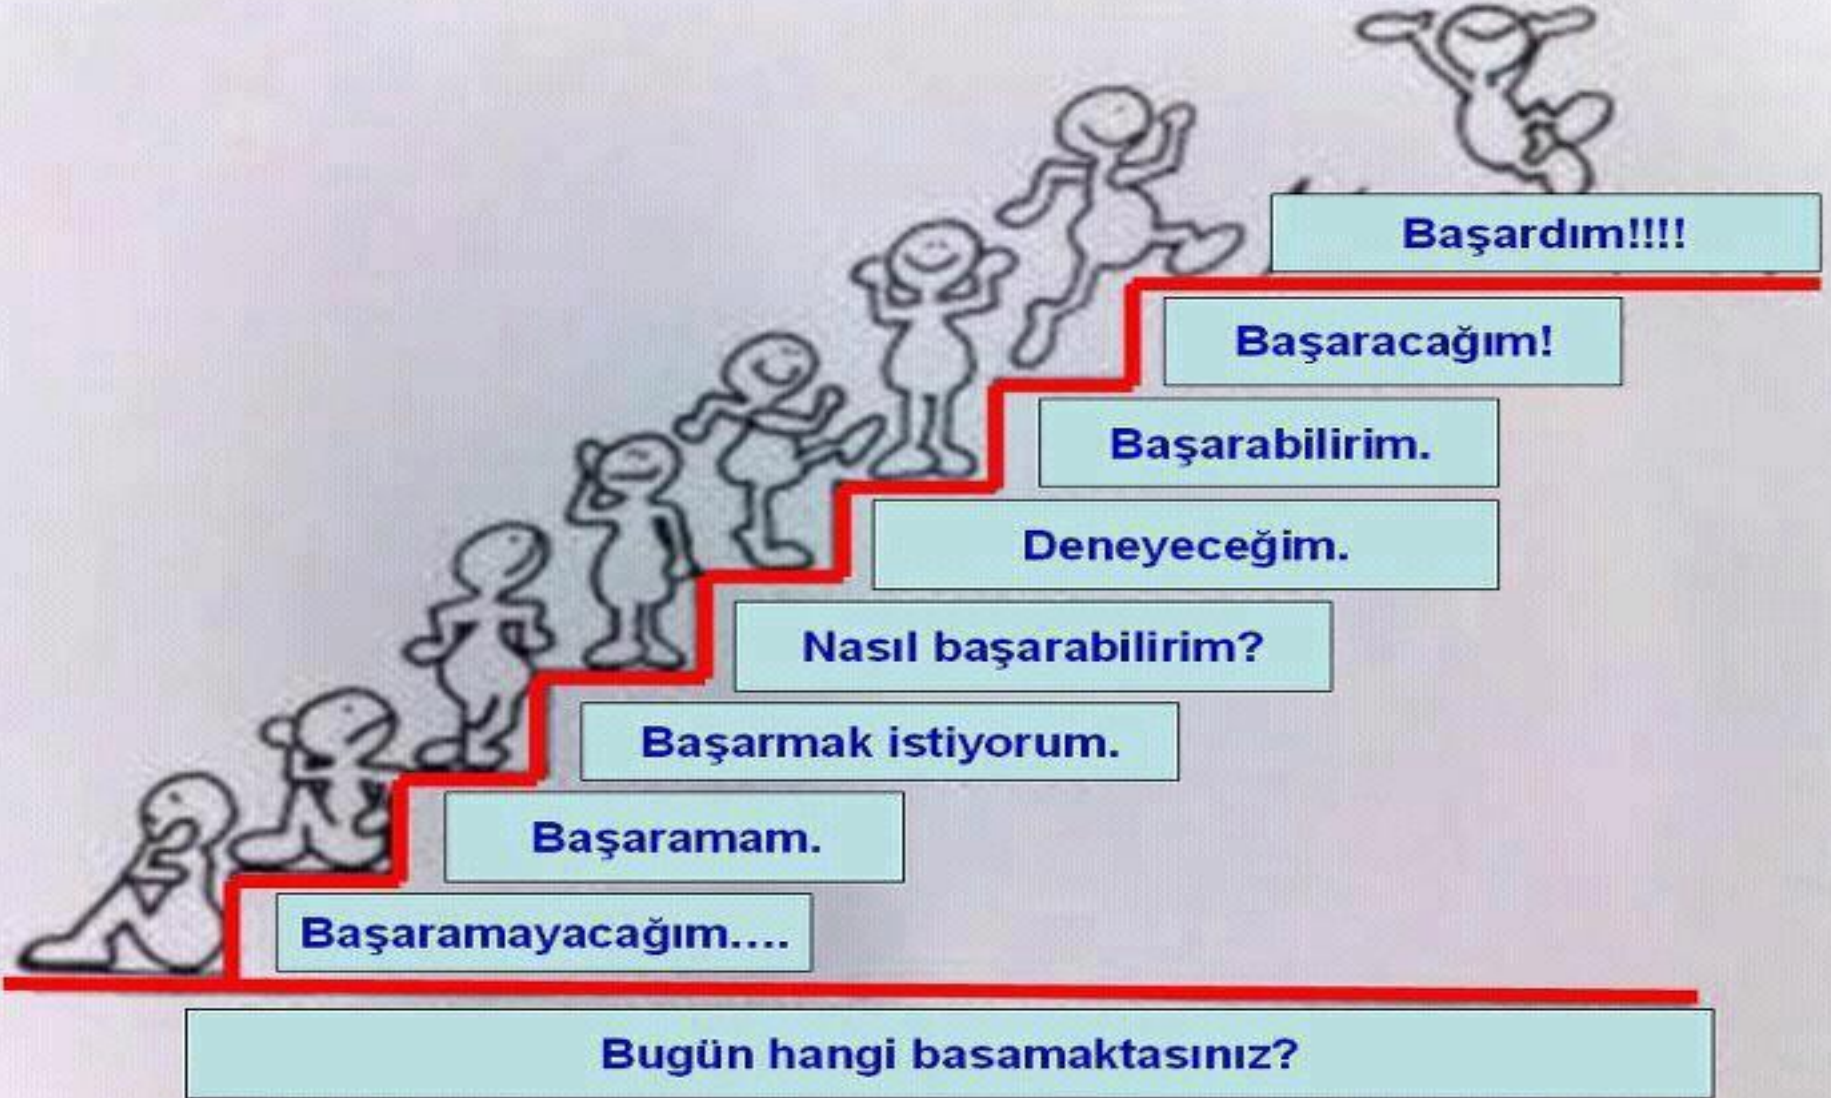 Başardım!!!!
Başaracağım!
Başarabilirim.
Deneyeceğim.
Nasıl başarabilirim?
Başarmak istiyorum.
Başaramam.
Başaramayacağım....
Bugün hangi basamaktasınız?